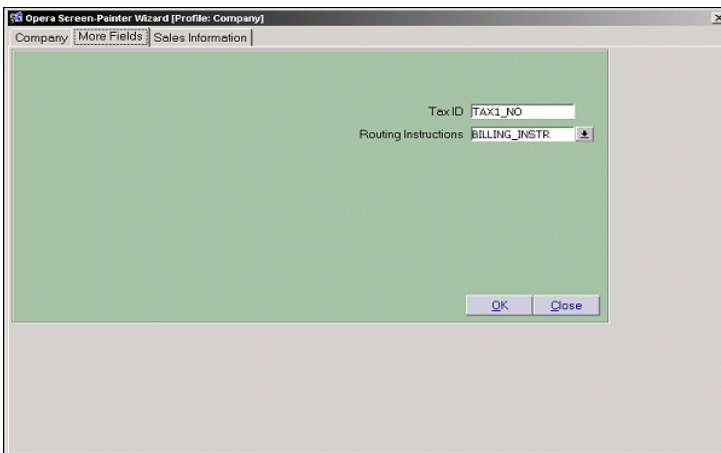 Opera Screen-Painter Wizard [Profile: Company]
Company More Fields Sales Information
Tax ID TAX1_NO
Routing Instructions BILLING_INSTR
OK Close